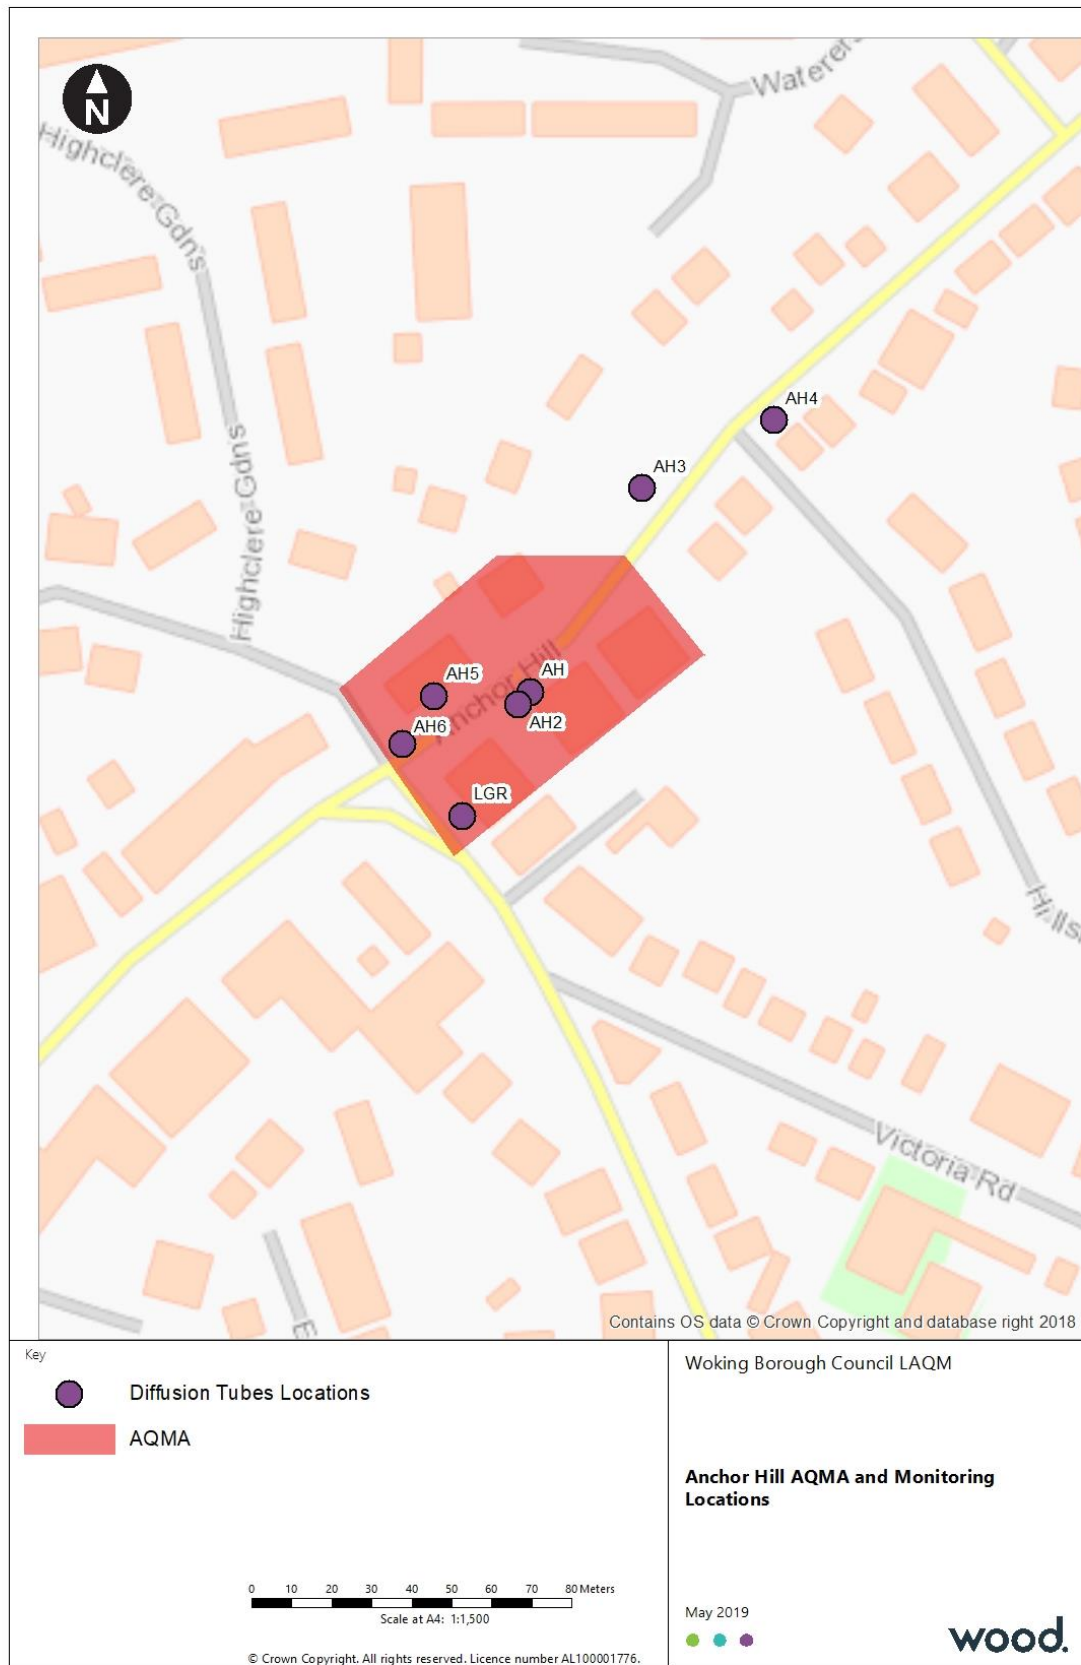 N
Waterers
Highclere Gdns
AH4
Highclere Gdns
AH3
Anchor Hill
AH5
AH
AH2
AH6
LGR
Hills
Victoria Rd
E
Contains OS data © Crown Copyright and database right 2018
Key
Diffusion Tubes Locations
AQMA
0 10 20 30 40 50 60 70 80 Meters
Scale at A4: 1:1,500
© Crown Copyright. All rights reserved. Licence number AL100001776.
Woking Borough Council LAQM
Anchor Hill AQMA and Monitoring
Locations
May 2019
wood.